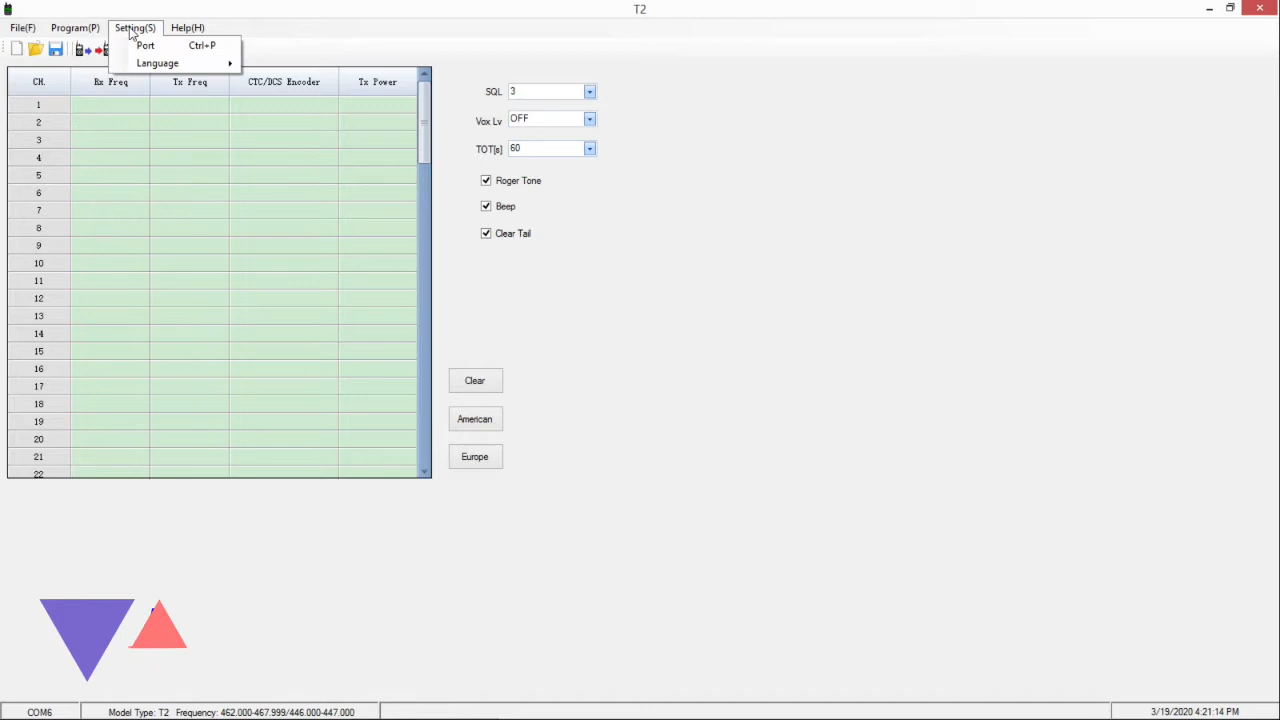 T2
File(F) Program(P) Setting(S) Help(H)
Port Ctrl+P
Language
CH. Rx Freq Tx Freq CTC/DCS Encoder Tx Power
1
2
3
4
5
6
7
8
9
10
11
12
13
14
15
16
17
18
19
20
21
22
SQL 3
Vox Lv OFF
TOT[s] 60
Roger Tone
Beep
Clear Tail
Clear
American
Europe
COM6 Model Type: T2 Frequency: 462.000-467.999/446.000-447.000 3/19/2020 4:21:14 PM